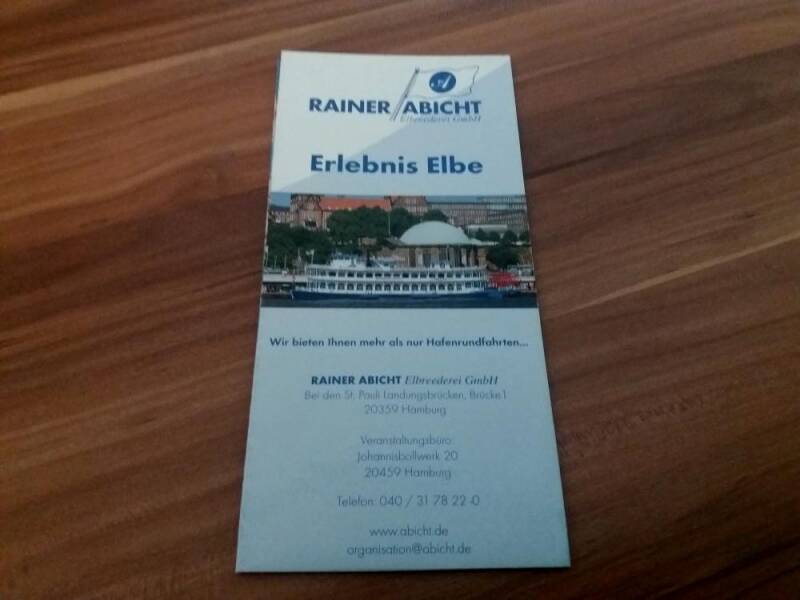 A
RAINER ABICHT
Elbreederei GmbH
Erlebnis Elbe
Wir bieten Ihnen mehr als nur Hafenrundfahrten...
RAINER ABICHT Elbreederei GmbH
Bei den St. Pauli Landungsbrücken, Brücke 1
20359 Hamburg
Veranstaltungsbüro:
Johannisbollwerk 20
20459 Hamburg
Telefon: 040 / 31 78 22-0
www.abicht.de
organisation@abicht.de